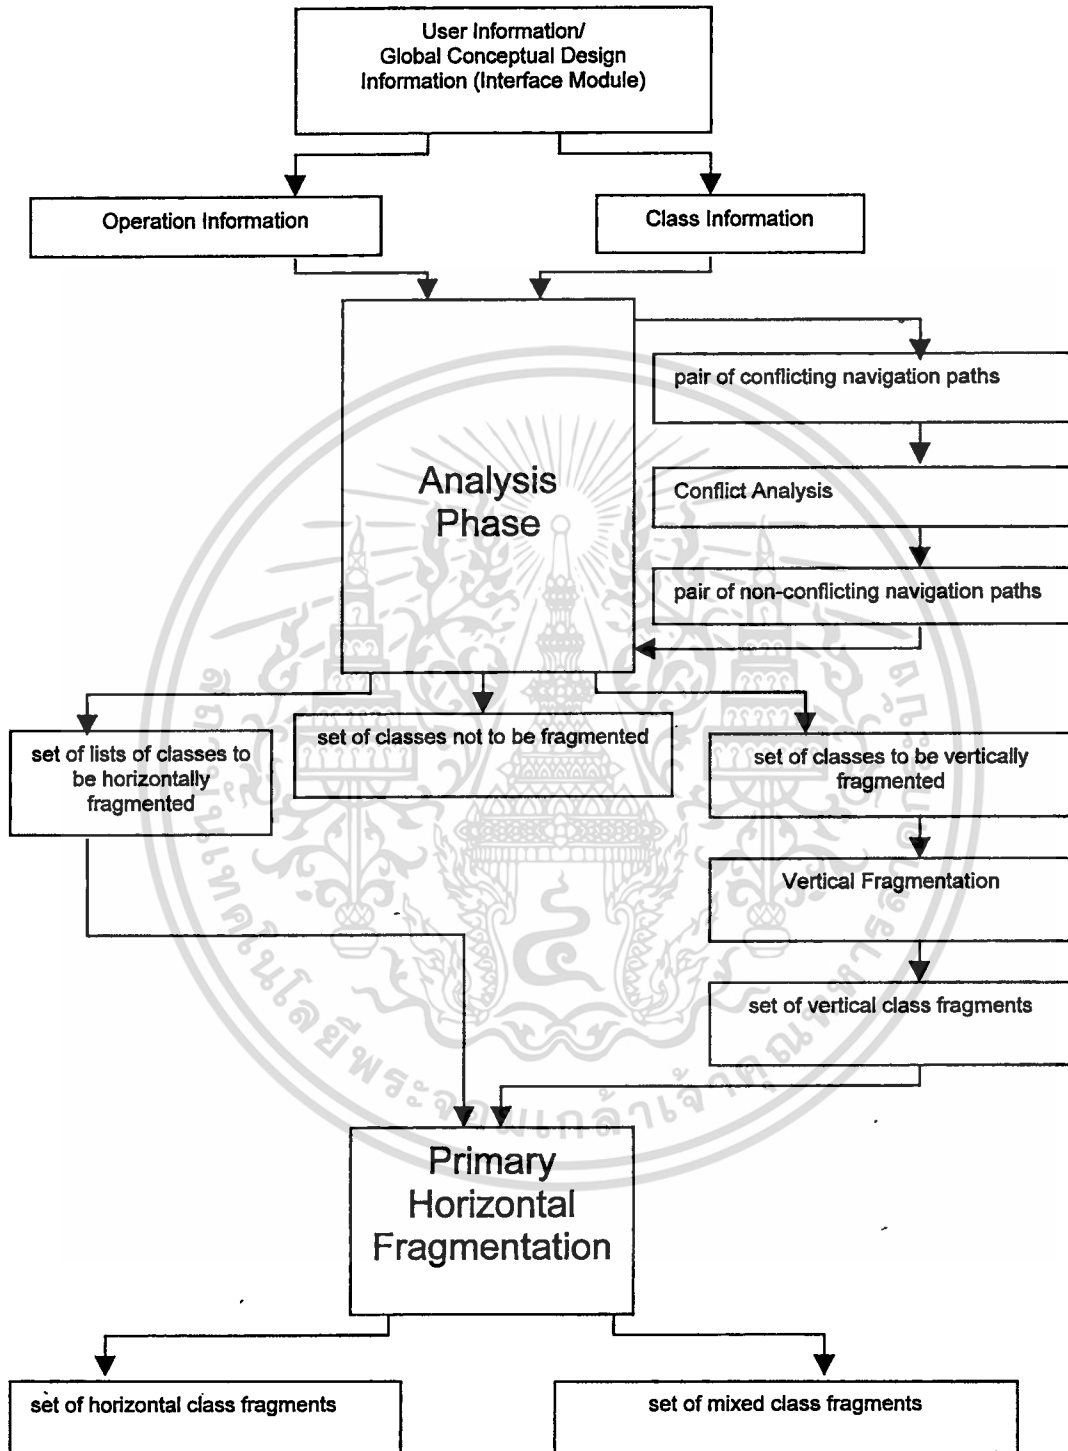 User Information/
Global Conceptual Design
Information (Interface Module)
Operation Information
Class Information
Analysis
Phase
pair of conflicting navigation paths
Conflict Analysis
pair of non-conflicting navigation paths
set of lists of classes to
be horizontally
fragmented
set of classes not to be fragmented
set of classes to be vertically
fragmented
Vertical Fragmentation
set of vertical class fragments
Primary
Horizontal
Fragmentation
set of horizontal class fragments
set of mixed class fragments